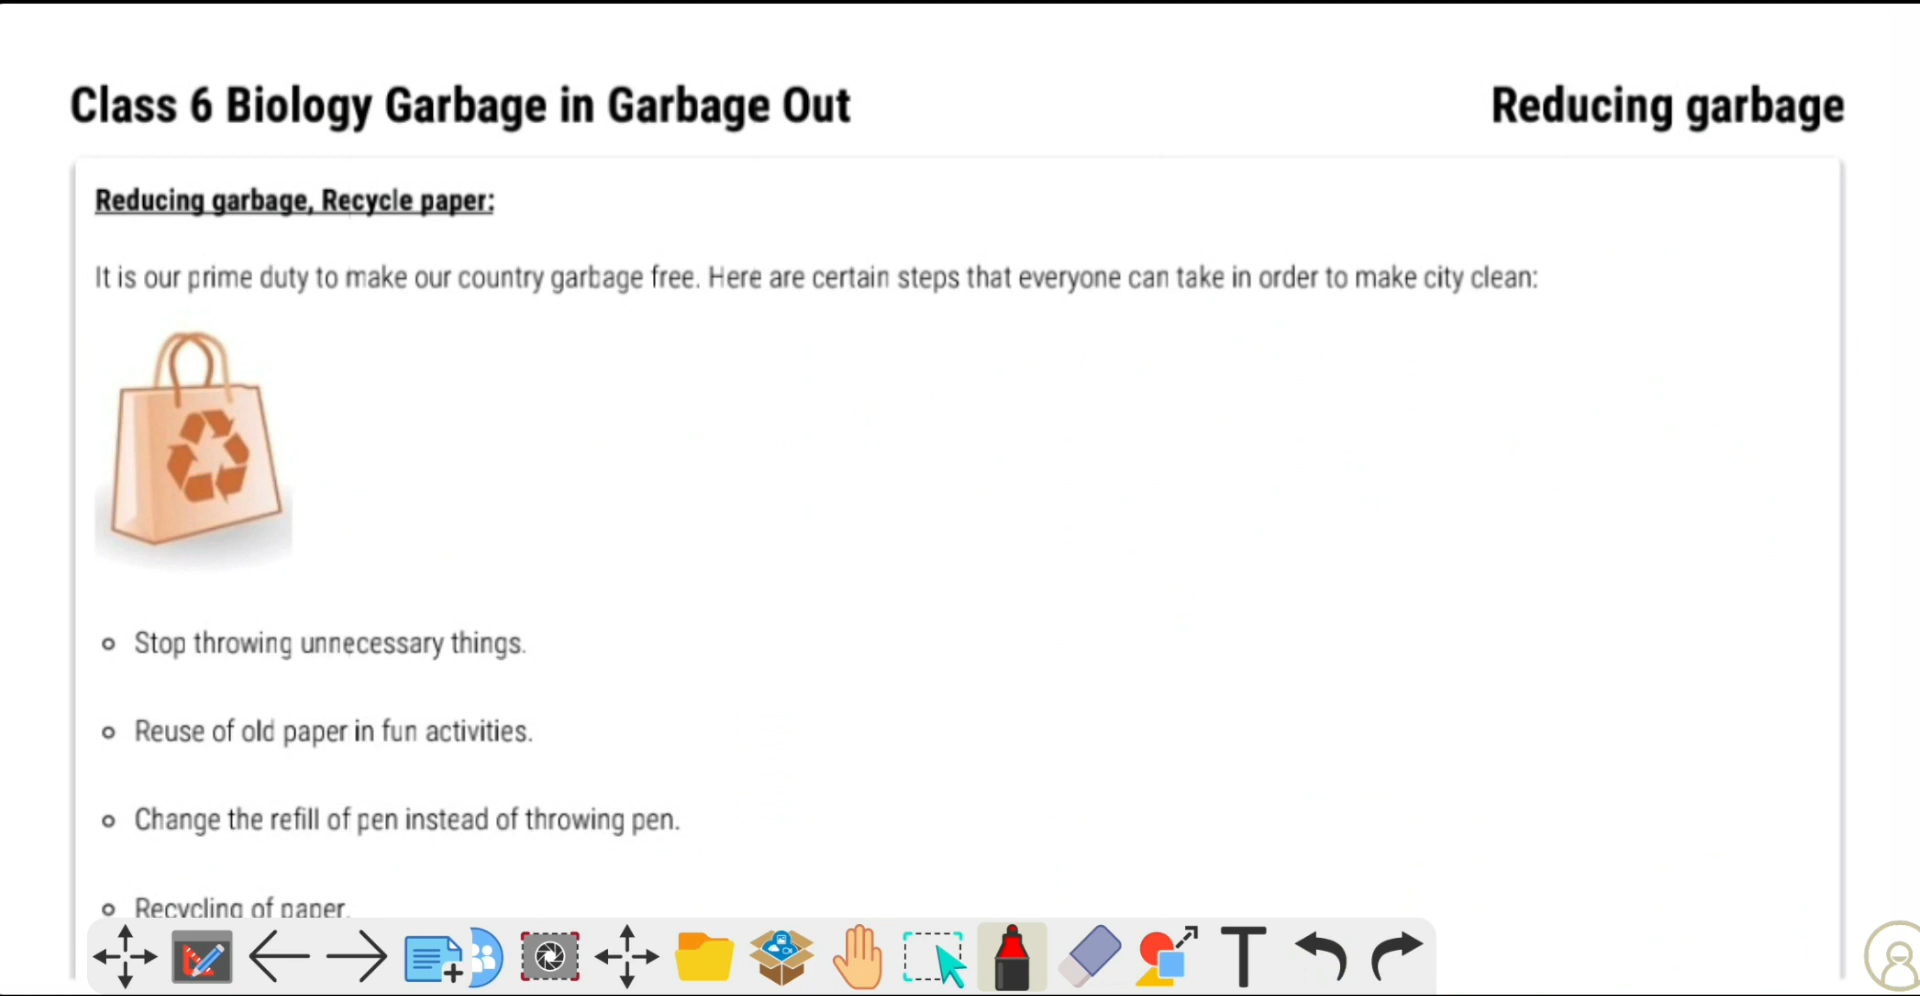 Class 6 Biology Garbage in Garbage Out
Reducing garbage
Reducing garbage, Recycle paper:
It is our prime duty to make our country garbage free. Here are certain steps that everyone can take in order to make city clean:
o Stop throwing unnecessary things.
o Reuse of old paper in fun activities.
o Change the refill of pen instead of throwing pen.
o Recycling of paper.